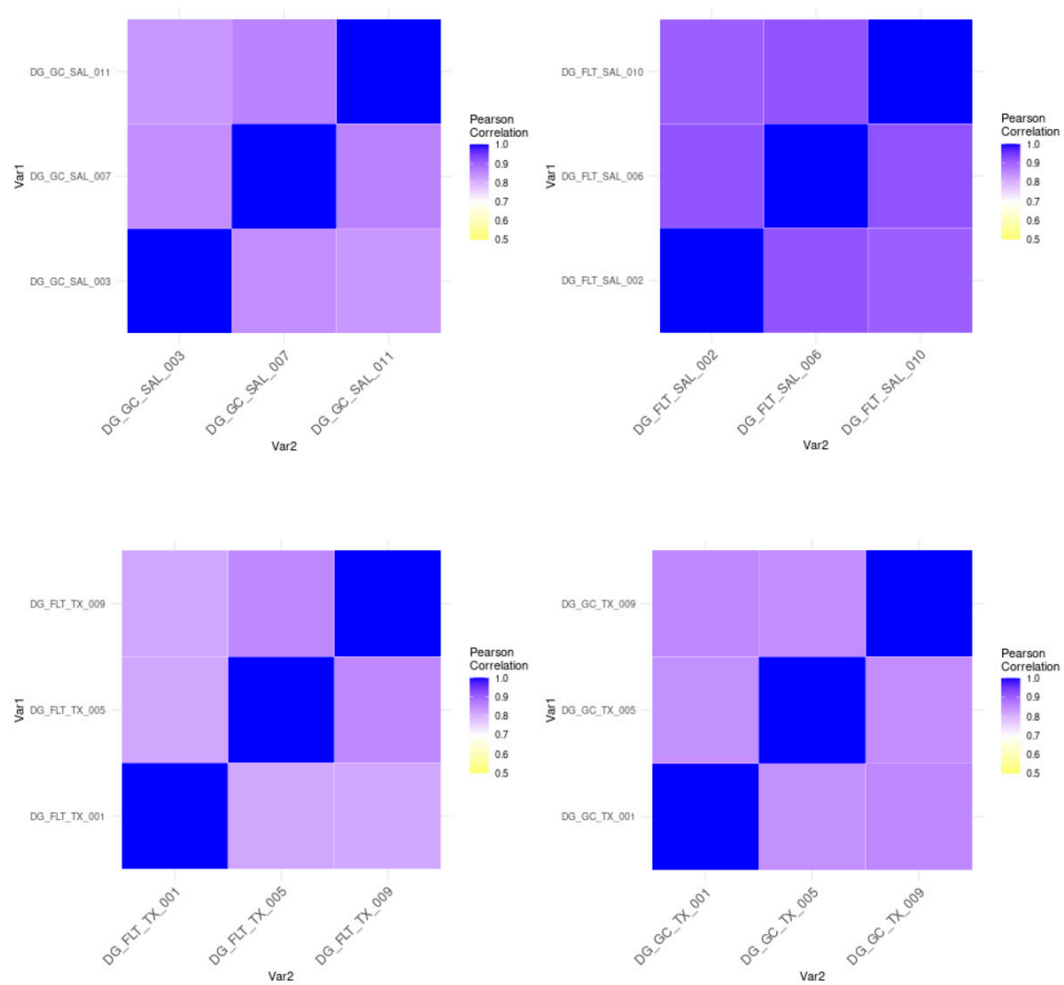 DG_GC_SAL_011
DG_GC_SAL_007
DG_GC_SAL_003
Var1
DG_GC_SAL_003
DG_GC_SAL_007
DG_GC_SAL_011
Var2
Pearson
Correlation
1.0
0.9
0.8
0.7
0.6
0.5
DG_FLT_SAL_010
DG_FLT_SAL_006
DG_FLT_SAL_002
Var1
DG_FLT_SAL_002
DG_FLT_SAL_006
DG_FLT_SAL_010
Var2
Pearson
Correlation
1.0
0.9
0.8
0.7
0.6
0.5
DG_FLT_TX_009
DG_FLT_TX_005
DG_FLT_TX_001
Var1
DG_FLT_TX_001
DG_FLT_TX_005
DG_FLT_TX_009
Var2
Pearson
Correlation
1.0
0.9
0.8
0.7
0.6
0.5
DG_GC_TX_009
DG_GC_TX_005
DG_GC_TX_001
Var1
DG_GC_TX_001
DG_GC_TX_005
DG_GC_TX_009
Var2
Pearson
Correlation
1.0
0.9
0.8
0.7
0.6
0.5